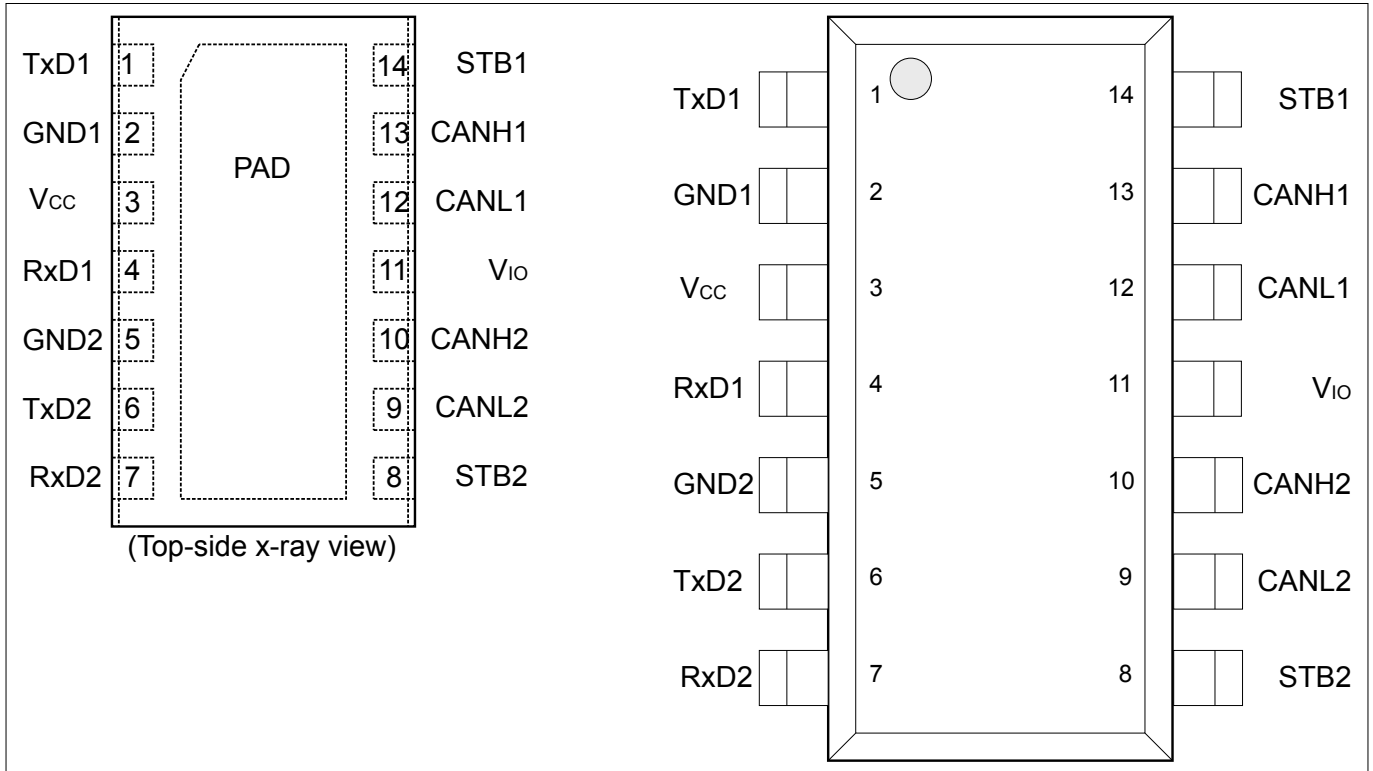 TxD1 1 14 STB1
GND1 2 13 CANH1
PAD
VCC 3 12 CANL1
RxD1 4 11 VIO
GND2 5 10 CANH2
TxD2 6 9 CANL2
RxD2 7 8 STB2
(Top-side x-ray view)
TxD1 1 14 STB1
GND1 2 13 CANH1
VCC 3 12 CANL1
RxD1 4 11 VIO
GND2 5 10 CANH2
TxD2 6 9 CANL2
RxD2 7 8 STB2